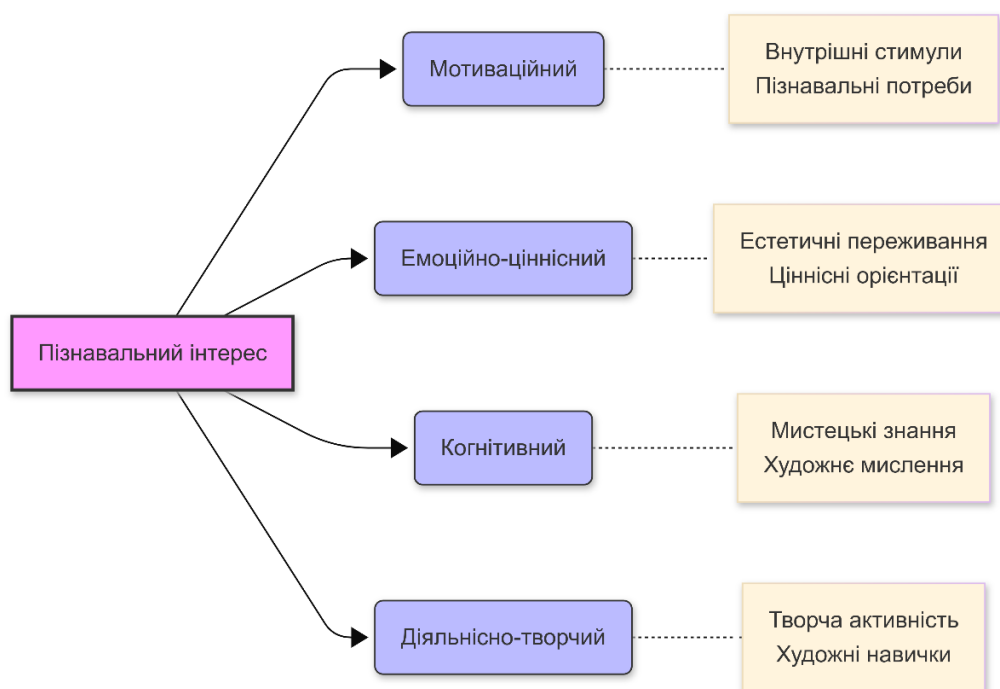 Пізнавальний інтерес
Мотиваційний
Внутрішні стимули
Пізнавальні потреби
Емоційно-ціннісний
Естетичні переживання
Ціннісні орієнтації
Когнітивний
Мистецькі знання
Художнє мислення
Діяльнісно-творчий
Творча активність
Художні навички